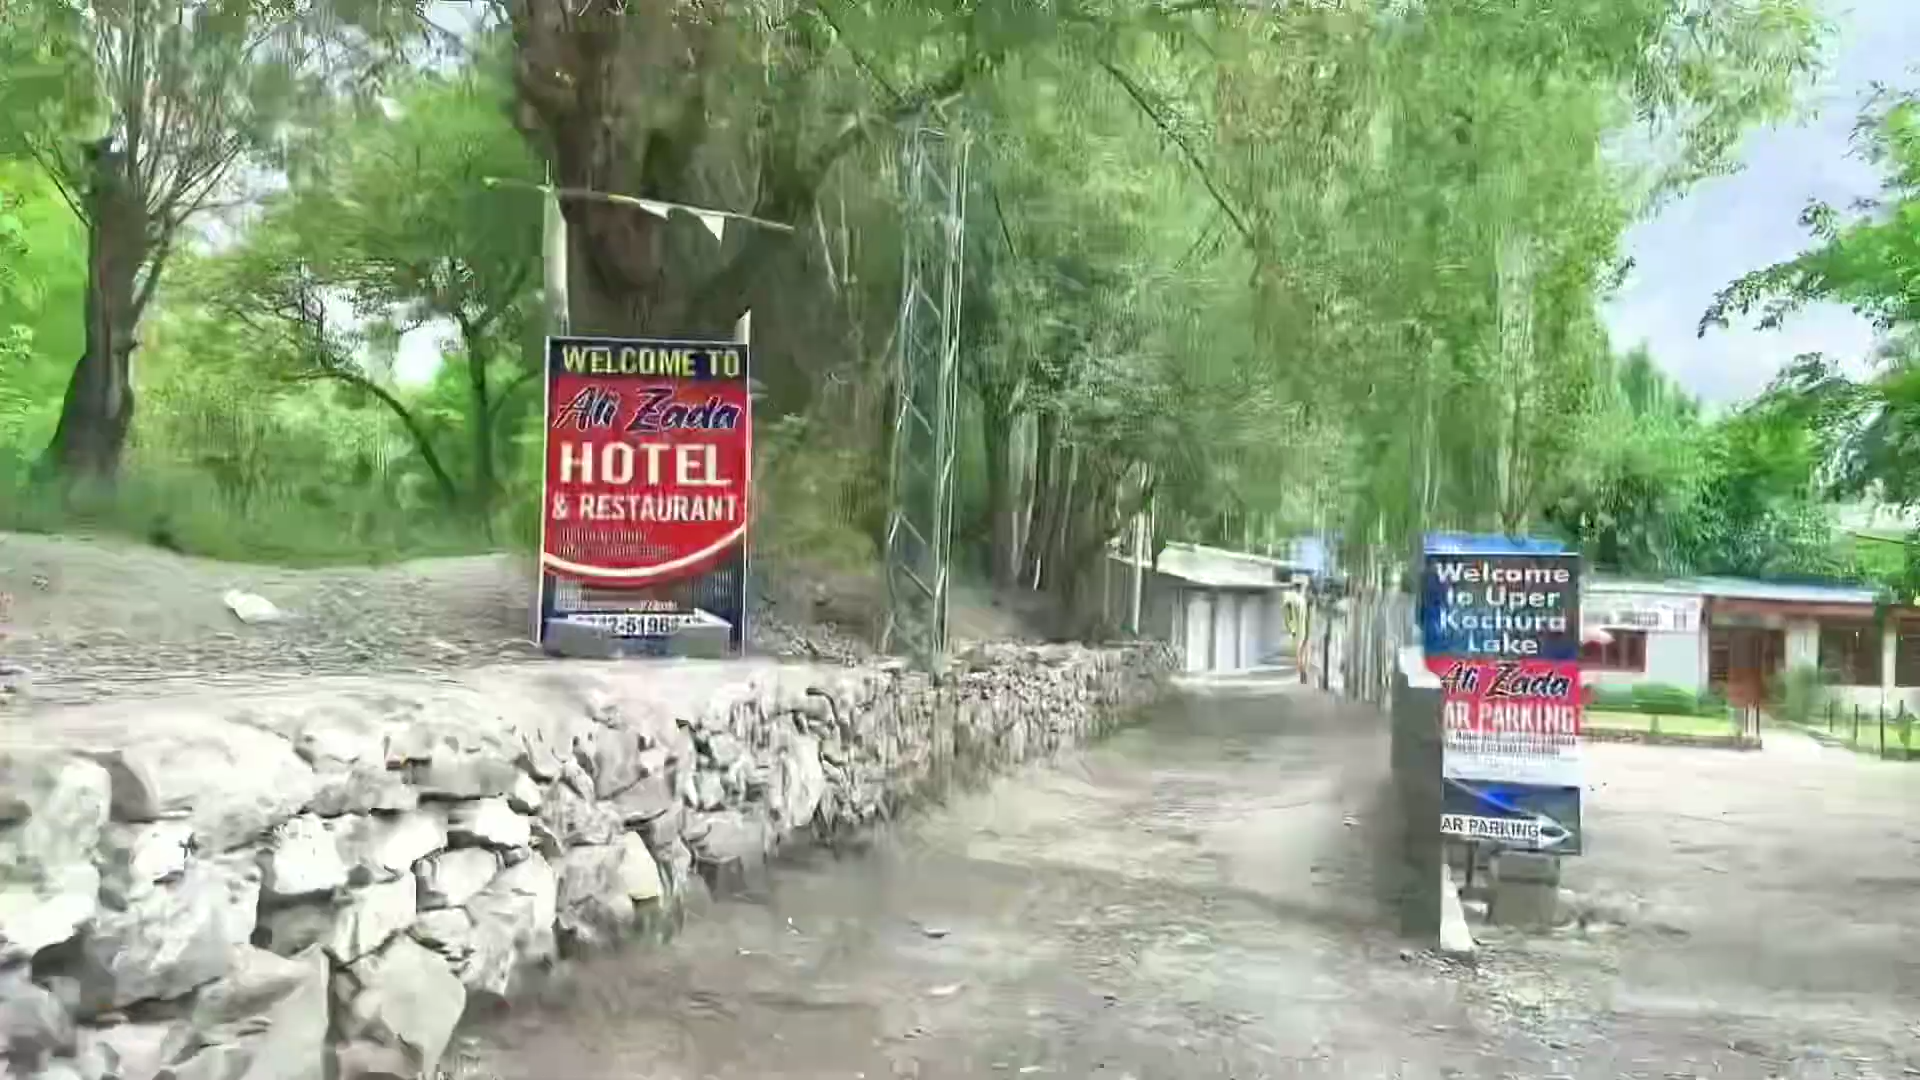 WELCOME TO
Ali Zada
HOTEL
& RESTAURANT
Welcome
to Uper
Kachura
Lake
Ali Zada
AR PARKING
AR PARKING